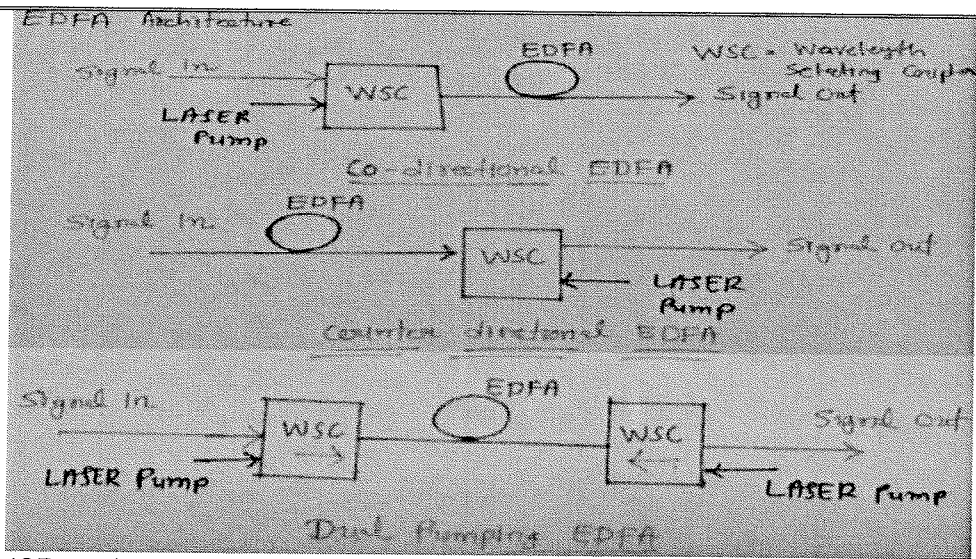 EDFA Architecture
EDFA
WSC = Wavelength
Selecting Coupler
Signal In
WSC
Signal Out
LASER
Pump
Co-directional EDFA
EDFA
Signal In
WSC
Signal Out
LASER
Pump
Counter directional EDFA
EDFA
Signal In
WSC
WSC
Signal Out
LASER Pump
LASER Pump
Dual Pumping EDFA